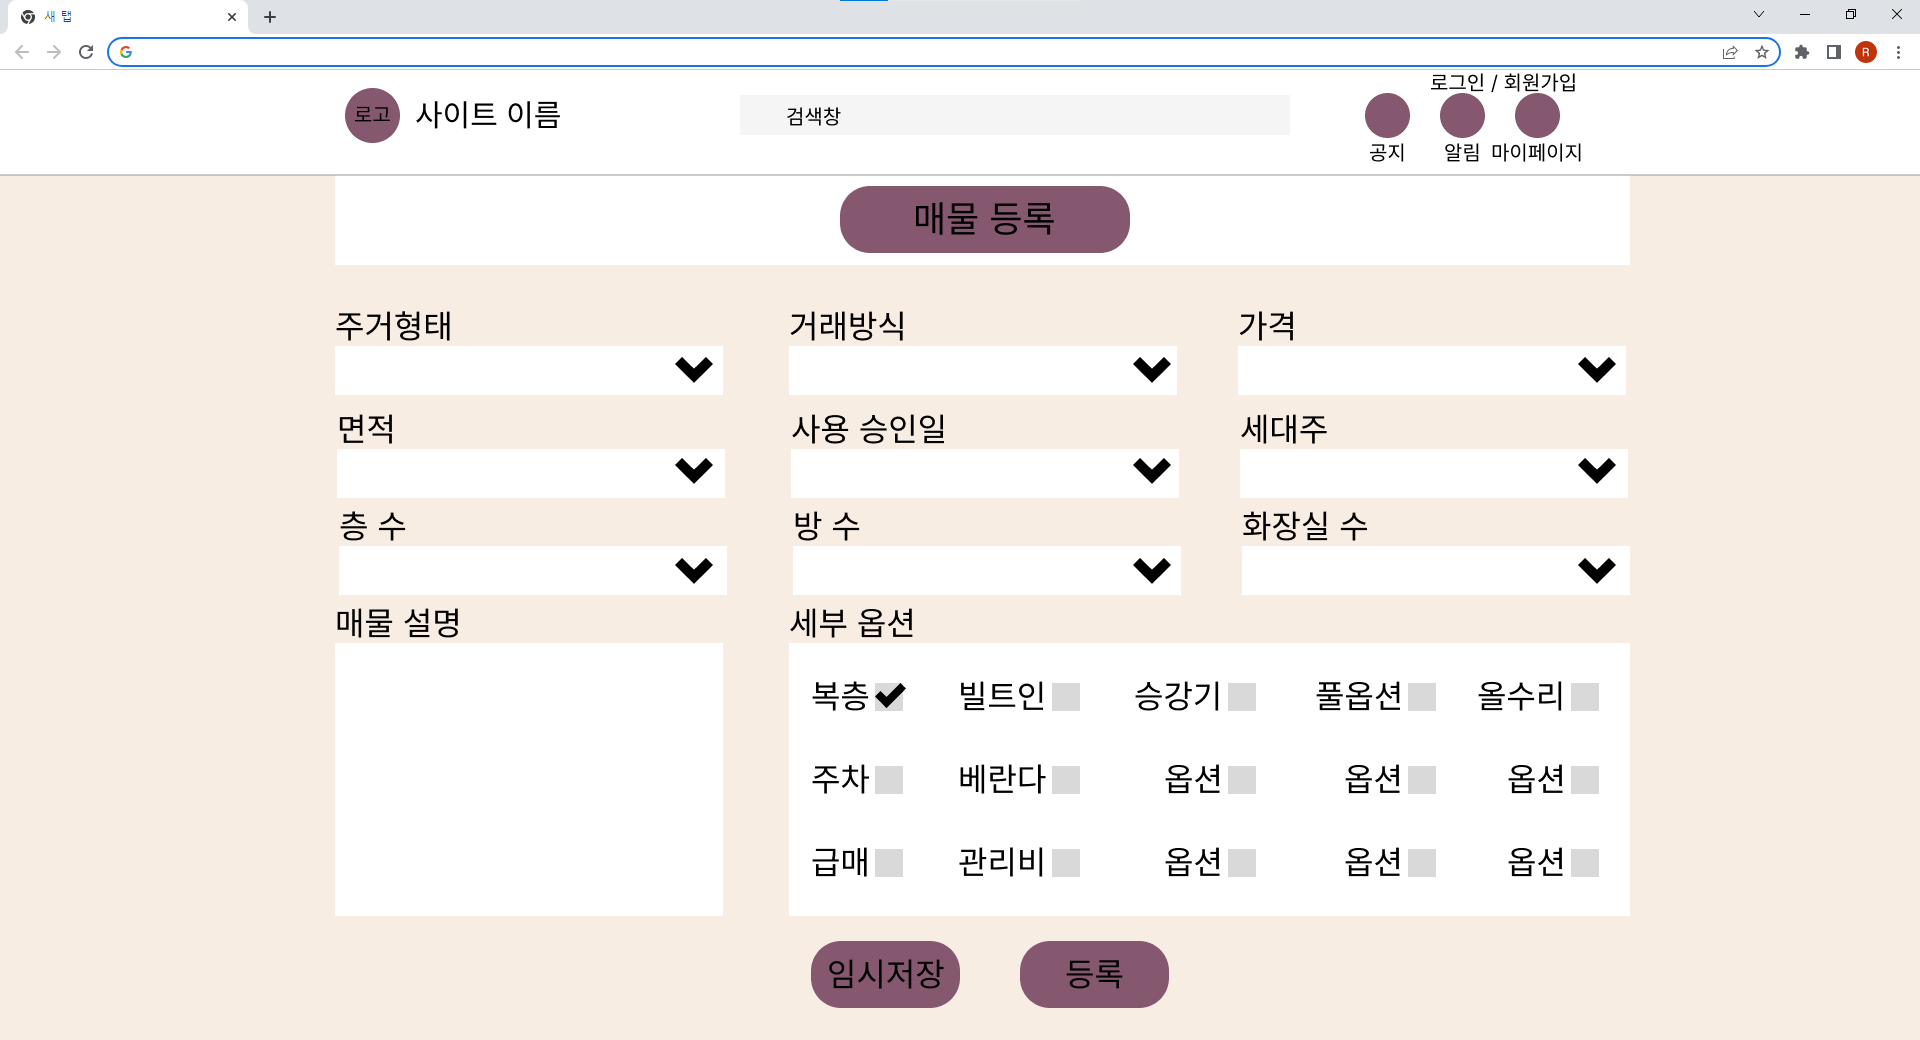 새 탭
R
로그인 / 회원가입
로고 사이트 이름 검색창
공지 알림 마이페이지
매물 등록
주거형태 거래방식 가격
면적 사용 승인일 세대주
층 수 방 수 화장실 수
매물 설명 세부 옵션
복층 빌트인 승강기 풀옵션 올수리
주차 베란다 옵션 옵션 옵션
급매 관리비 옵션 옵션 옵션
임시저장 등록